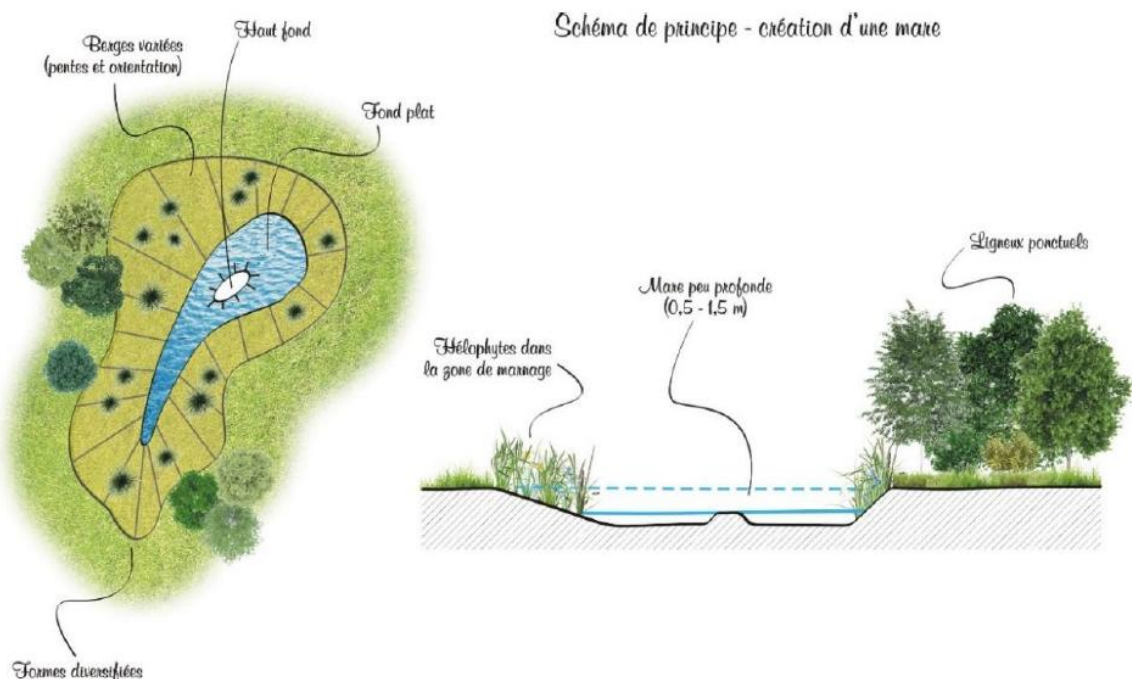 Schéma de principe - création d'une mare
Haut fond
Berges variées
(pentes et orientation)
Fond plat
Ligneux ponctuels
Mare peu profonde
(0,5 - 1,5 m)
Hélophytes dans
la zone de marnage
Formes diversifiées